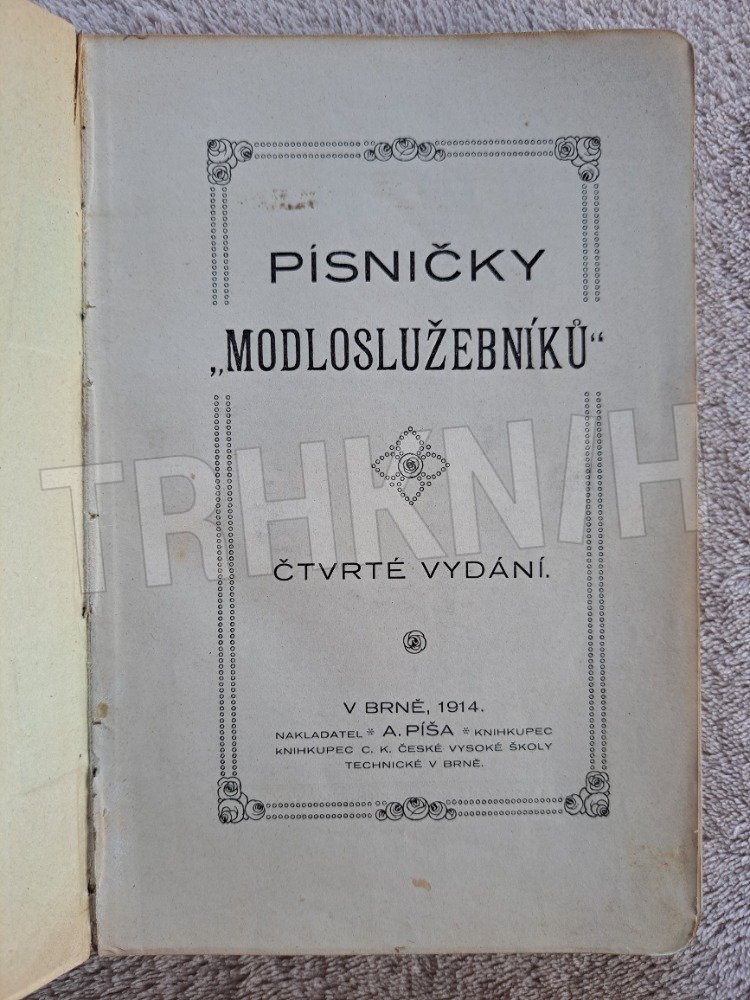 PÍSNIČKY
„MODLOSLUŽEBNÍKŮ“
TRHKNIH
ČTVRTÉ VYDÁNÍ.
V BRNĚ, 1914.
NAKLADATEL * A. PÍŠA * KNIHKUPEC
KNIHKUPEC C. K. ČESKÉ VYSOKÉ ŠKOLY
TECHNICKÉ V BRNĚ.